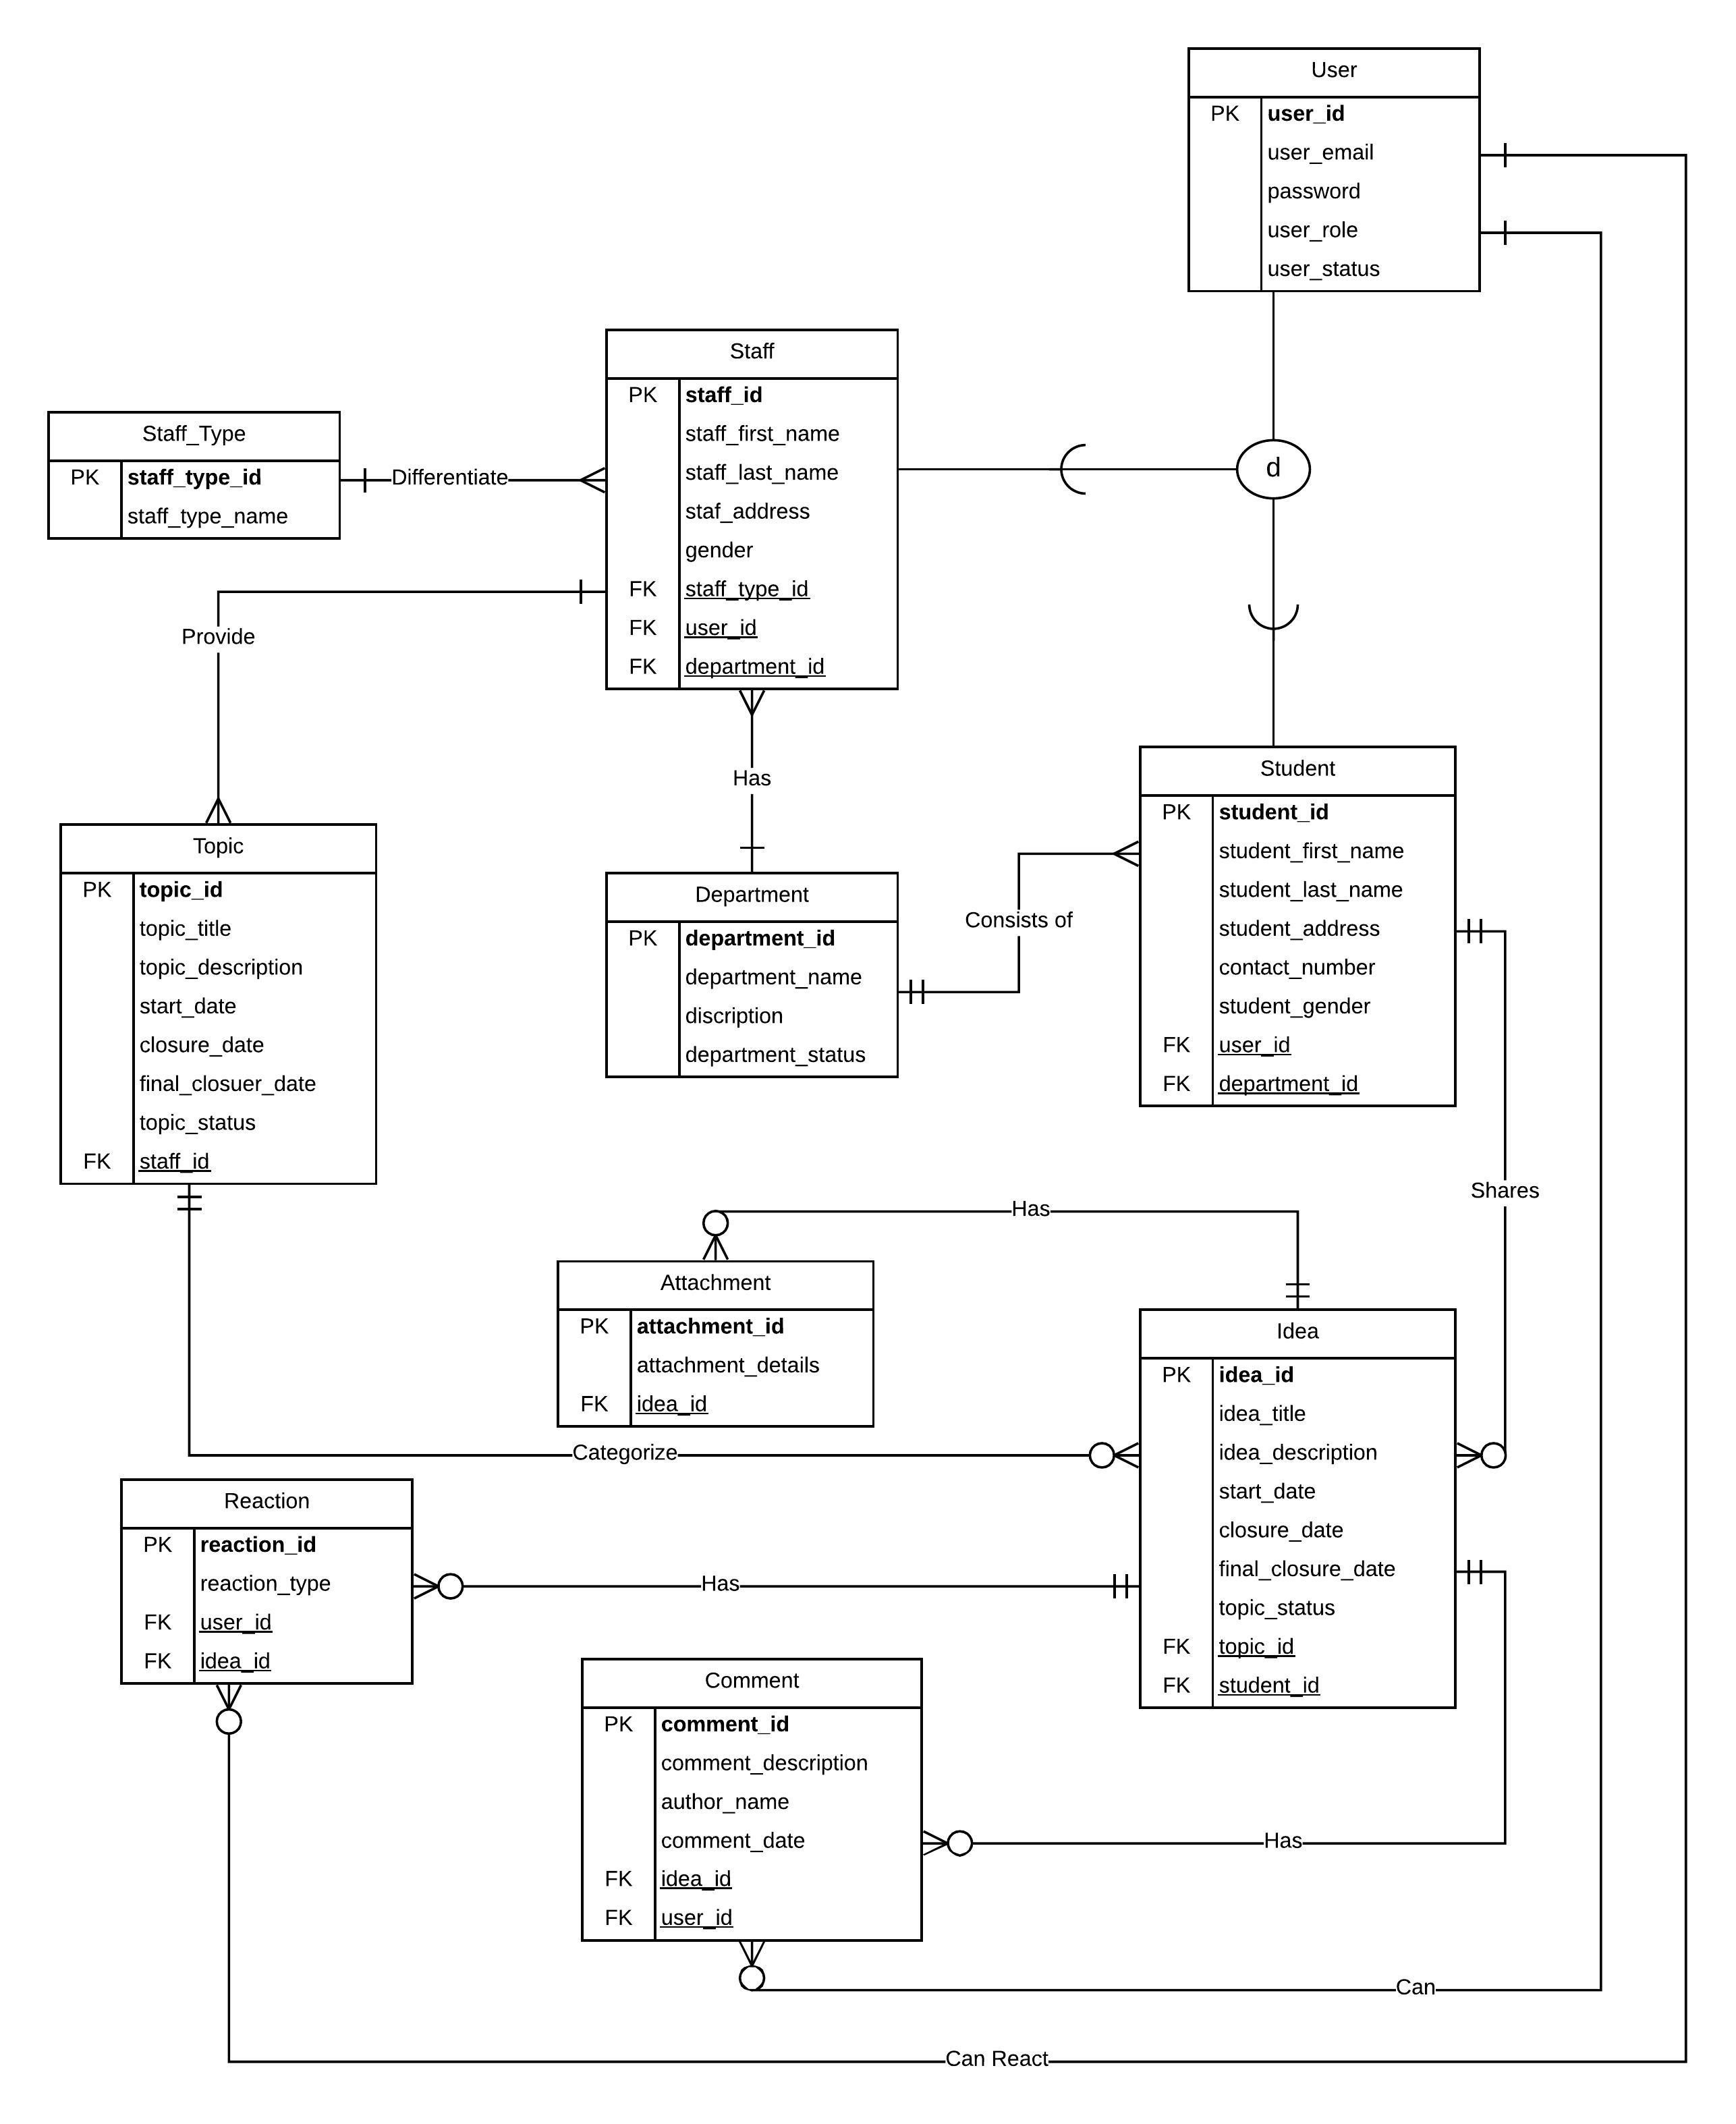 User
PK user_id
user_email
password
user_role
user_status
Staff
PK staff_id
staff_first_name
staff_last_name
staf_address
gender
FK staff_type_id
FK user_id
FK department_id
Staff_Type
PK staff_type_id
staff_type_name
Differentiate
d
Provide
Has
Student
PK student_id
student_first_name
student_last_name
student_address
contact_number
student_gender
FK user_id
FK department_id
Topic
PK topic_id
topic_title
topic_description
start_date
closure_date
final_closuer_date
topic_status
FK staff_id
Department
PK department_id
department_name
discription
department_status
Consists of
Shares
Has
Attachment
PK attachment_id
attachment_details
FK idea_id
Idea
PK idea_id
idea_title
idea_description
start_date
closure_date
final_closure_date
topic_status
FK topic_id
FK student_id
Categorize
Reaction
PK reaction_id
reaction_type
FK user_id
FK idea_id
Has
Comment
PK comment_id
comment_description
author_name
comment_date
FK idea_id
FK user_id
Has
Can
Can React